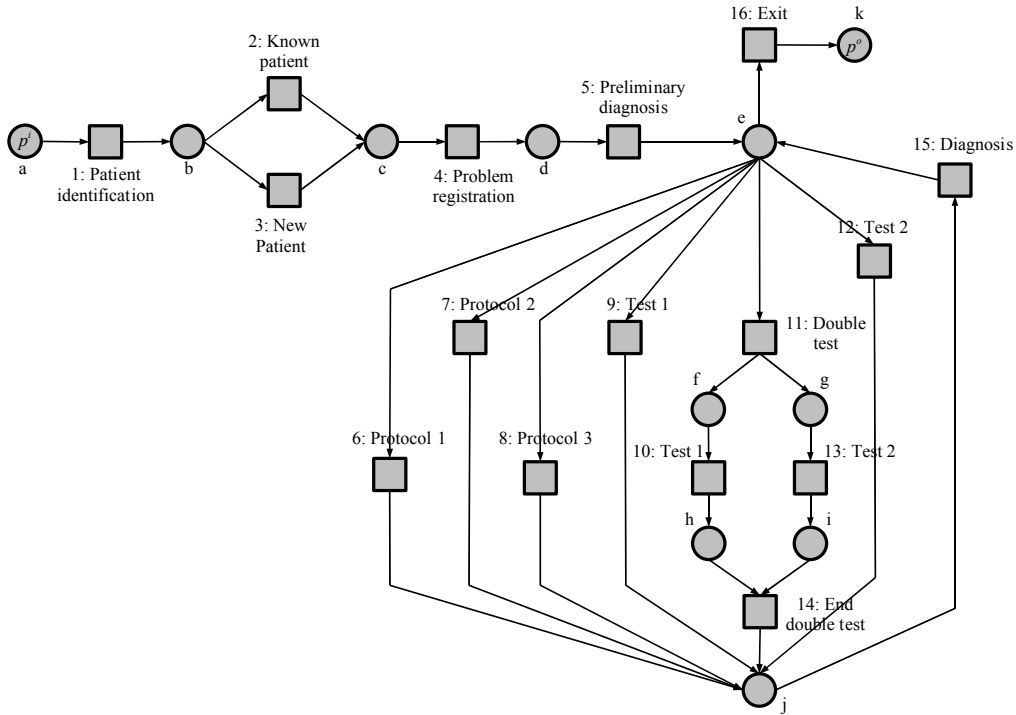 16: Exit
k
p^o
2: Known
patient
5: Preliminary
diagnosis
e
15: Diagnosis
p^i
a
b
c
d
1: Patient
identification
4: Problem
registration
3: New
Patient
12: Test 2
7: Protocol 2
9: Test 1
11: Double
test
f
g
6: Protocol 1
8: Protocol 3
10: Test 1
13: Test 2
h
i
14: End
double test
j